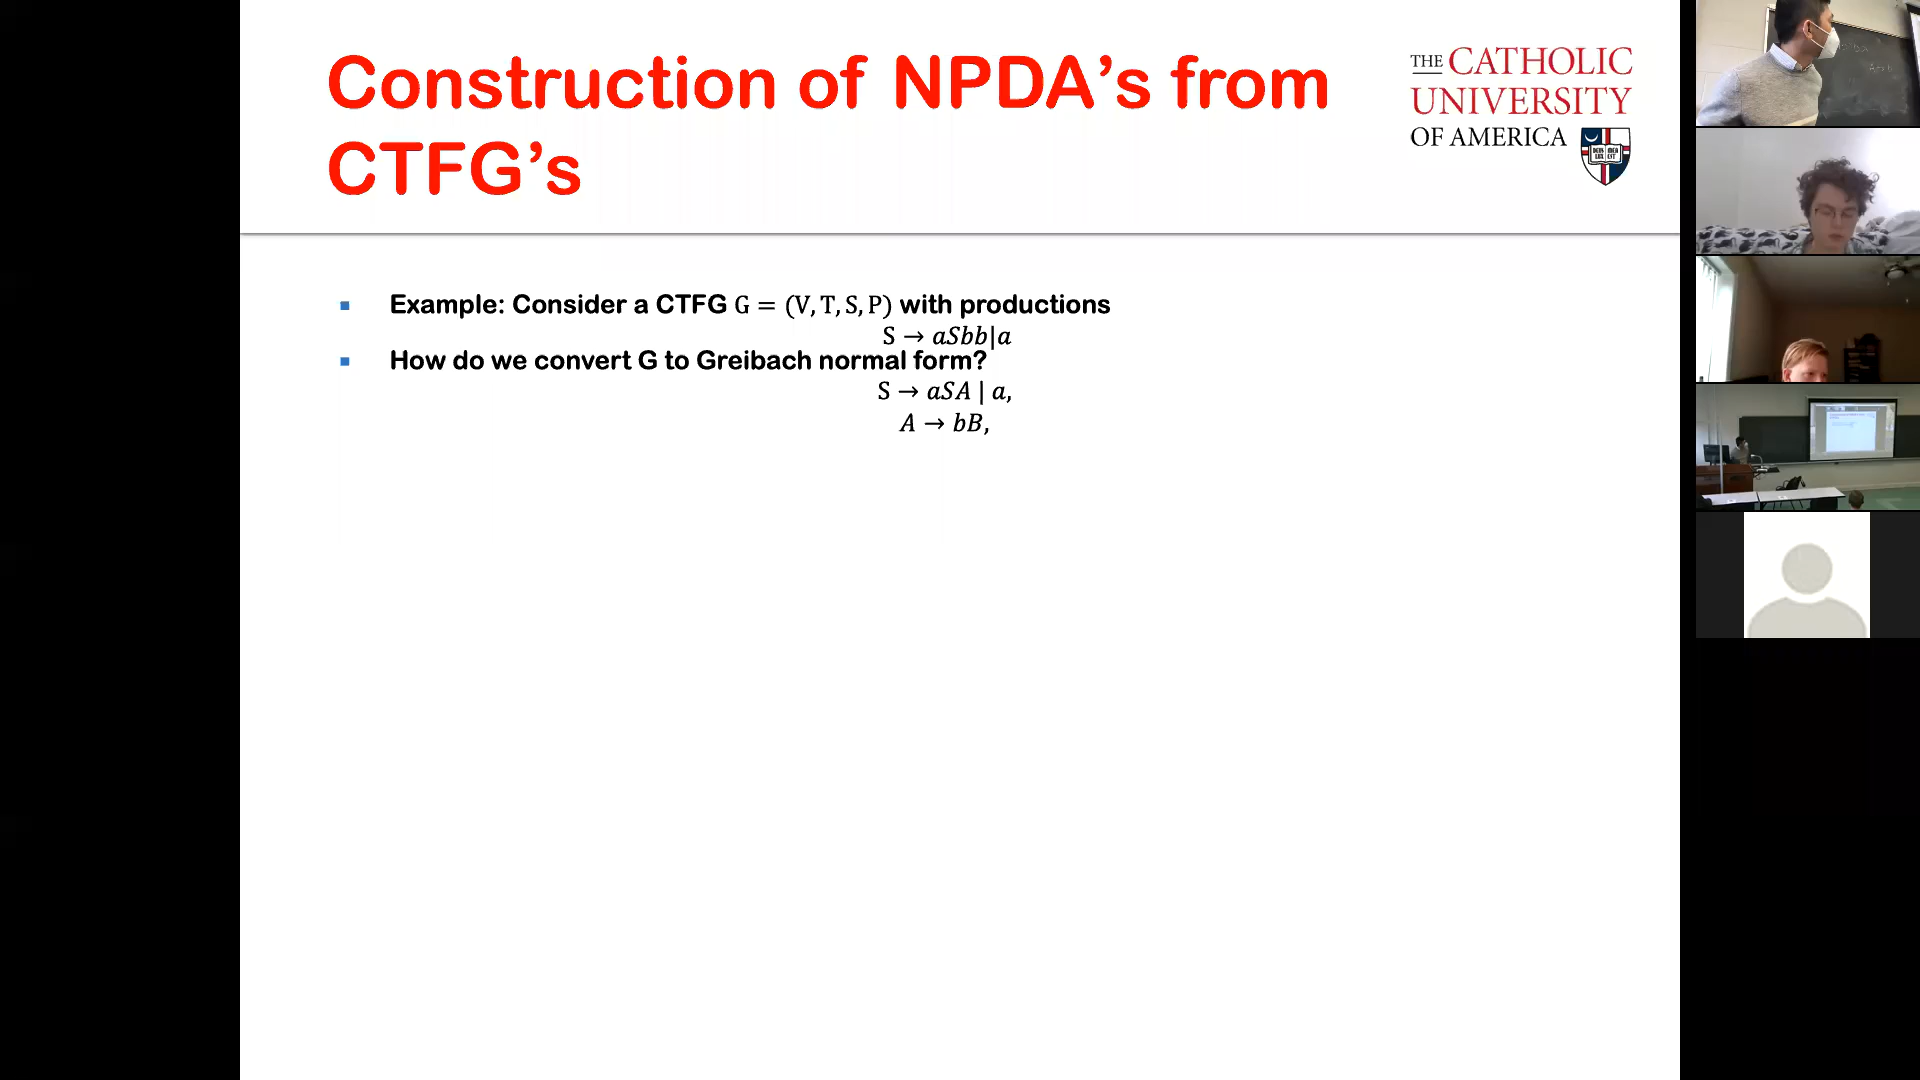 Construction of NPDA’s from
CTFG’s
THE CATHOLIC
UNIVERSITY
OF AMERICA
Example: Consider a CTFG G = (V, T, S, P) with productions
S → aSbb|a
How do we convert G to Greibach normal form?
S → aSA | a,
A → bB,